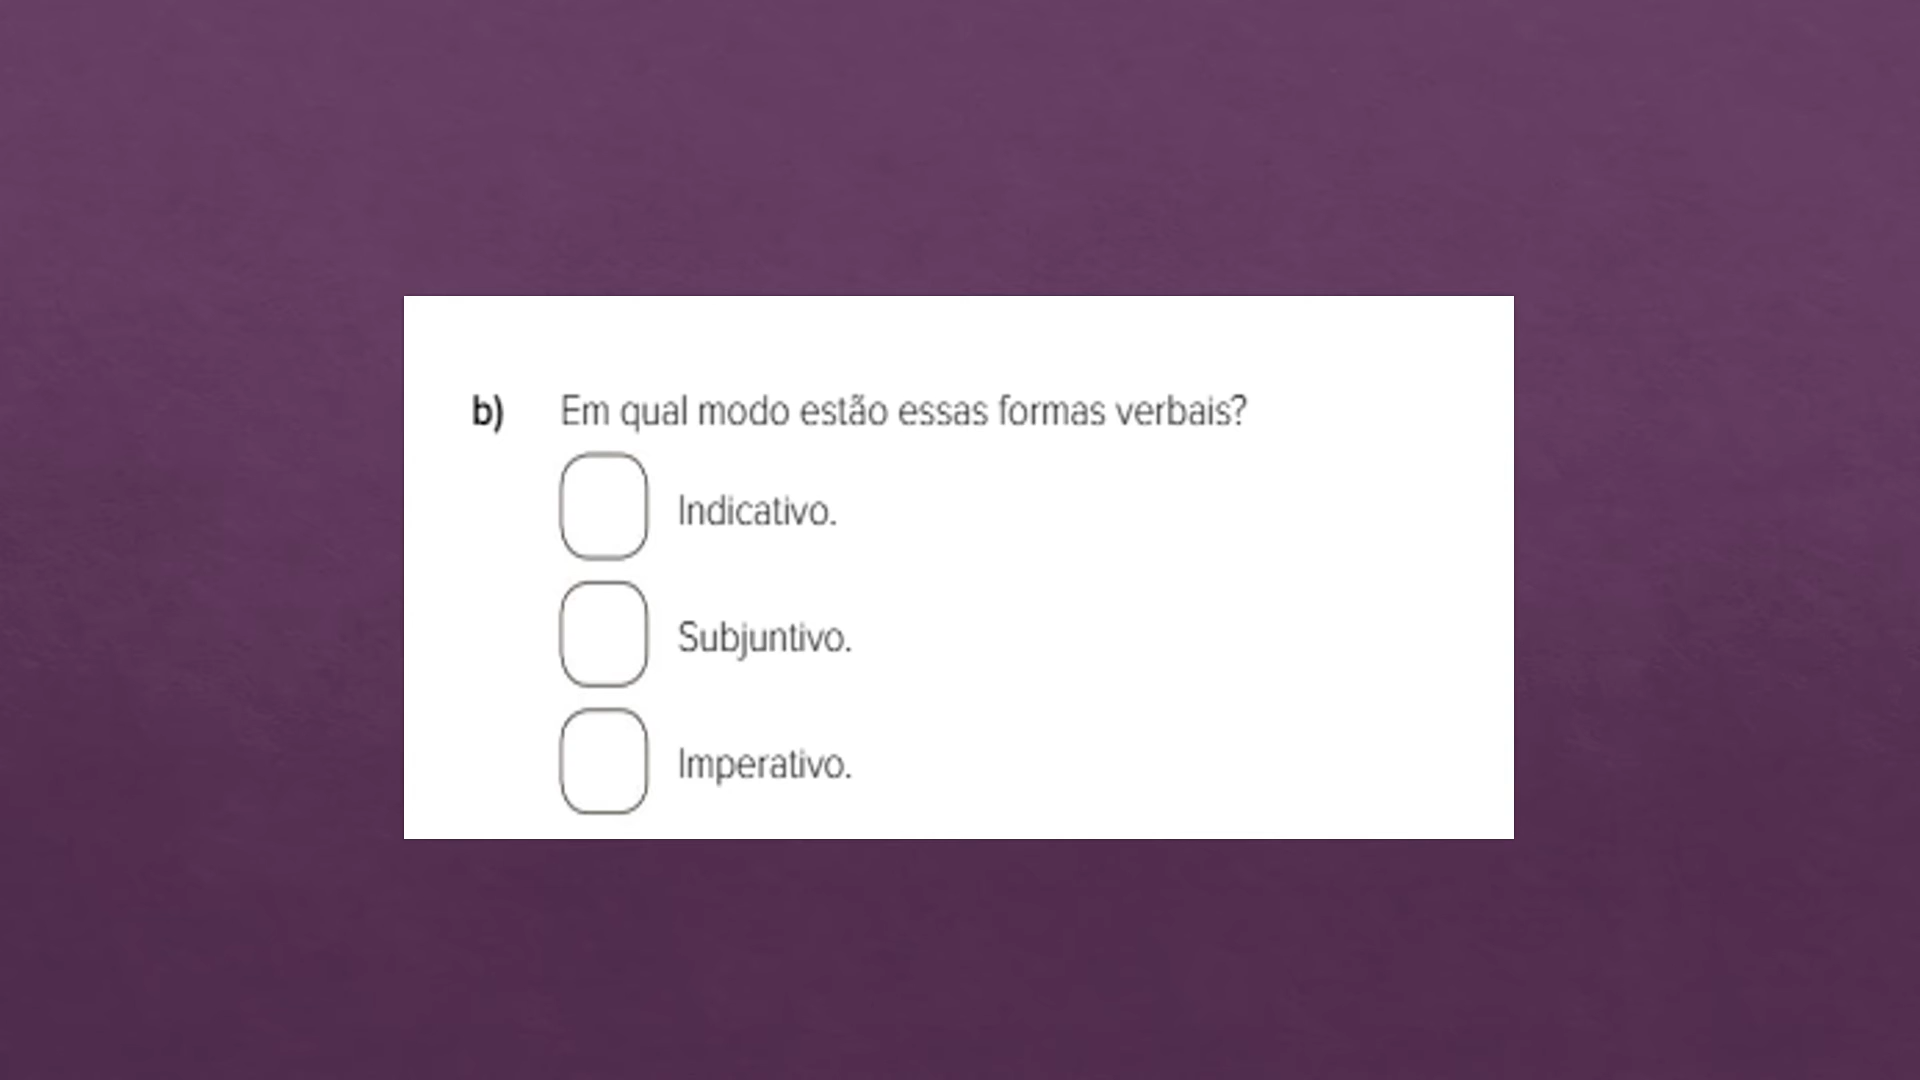 b) Em qual modo estão essas formas verbais?
Indicativo.
Subjuntivo.
Imperativo.